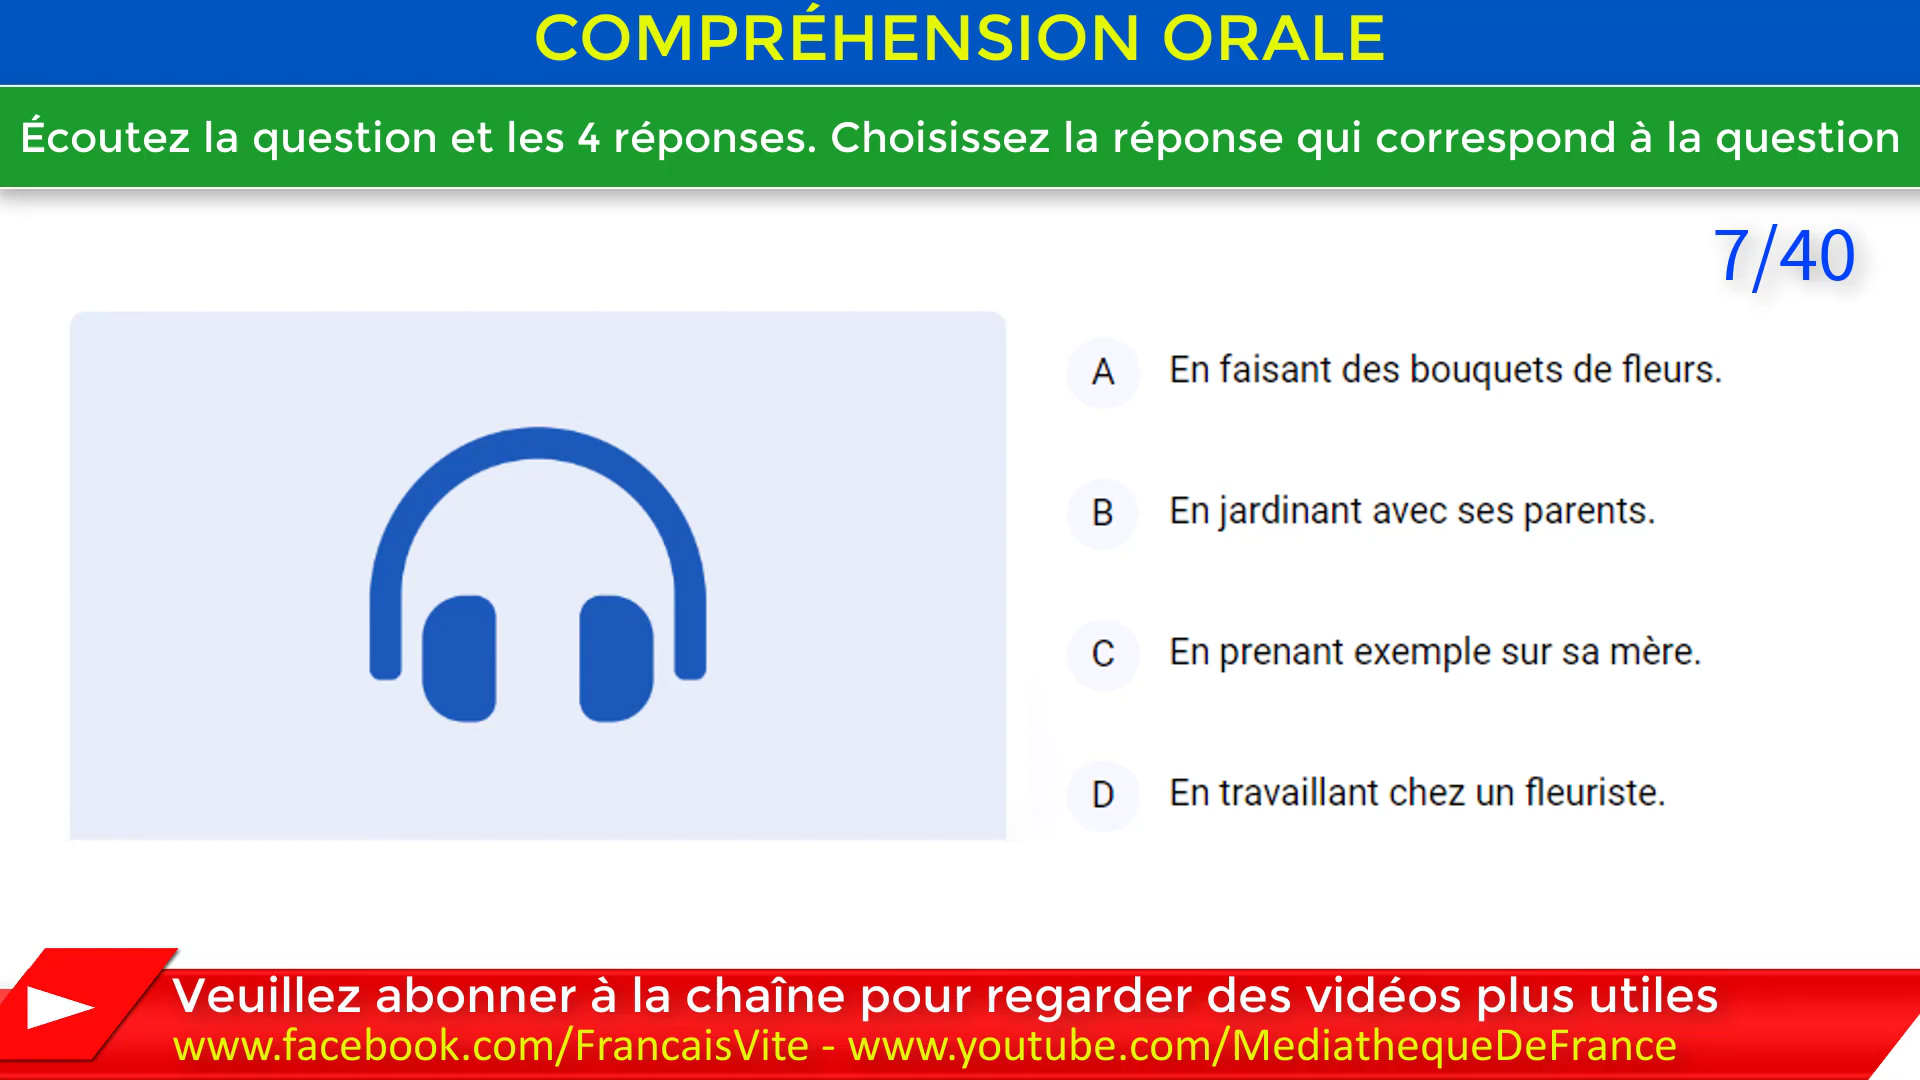 COMPRÉHENSION ORALE
Écoutez la question et les 4 réponses. Choisissez la réponse qui correspond à la question
7/40
A En faisant des bouquets de fleurs.
B En jardinant avec ses parents.
C En prenant exemple sur sa mère.
D En travaillant chez un fleuriste.
Veuillez abonner à la chaîne pour regarder des vidéos plus utiles
www.facebook.com/FrancaisVite - www.youtube.com/MediathequeDeFrance